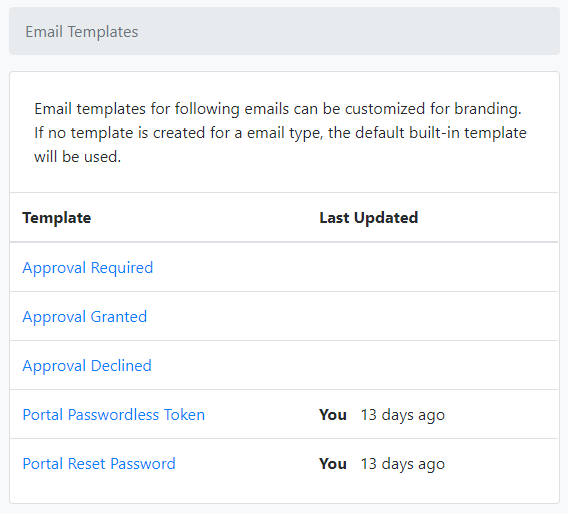 Email Templates
Email templates for following emails can be customized for branding.
If no template is created for a email type, the default built-in template
will be used.
Template Last Updated
Approval Required
Approval Granted
Approval Declined
Portal Passwordless Token You 13 days ago
Portal Reset Password You 13 days ago